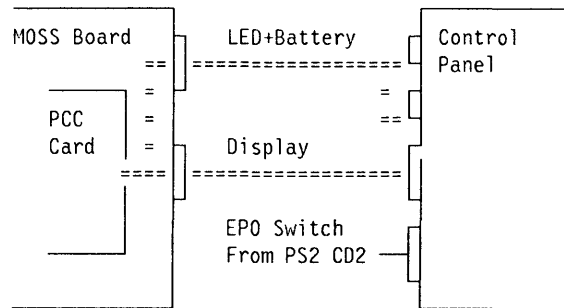 MOSS Board
LED+Battery
Control
Panel
PCC
Card
Display
EPO Switch
From PS2 CD2